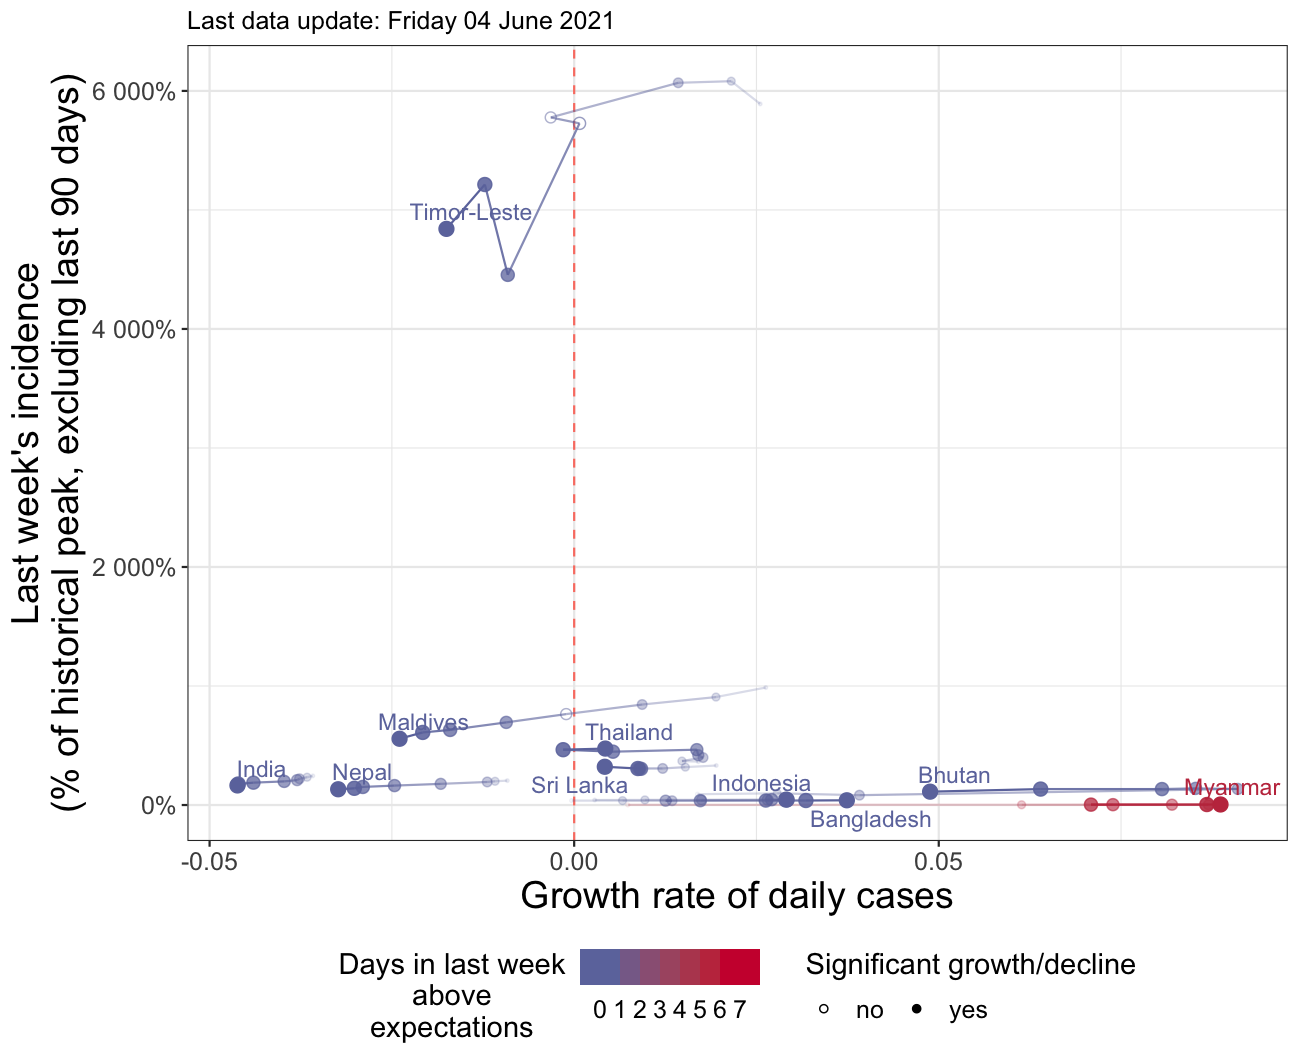 Last data update: Friday 04 June 2021
Last week's incidence
(% of historical peak, excluding last 90 days)
6 000%
4 000%
2 000%
0%
Timor-Leste
Maldives
Thailand
India
Nepal
Sri Lanka
Indonesia
Bhutan
Myanmar
Bangladesh
-0.05
0.00
0.05
Growth rate of daily cases
Days in last week
above
expectations
0 1 2 3 4 5 6 7
Significant growth/decline
no
yes